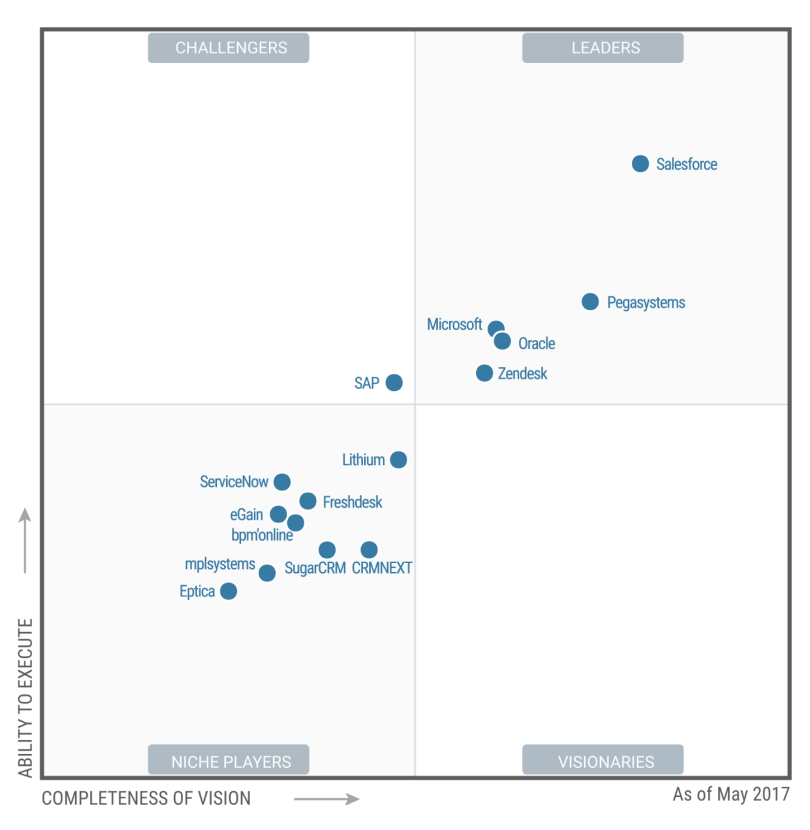 CHALLENGERS
LEADERS
Salesforce
Pegasystems
Microsoft
Oracle
Zendesk
SAP
Lithium
ServiceNow
Freshdesk
eGain
bpm'online
mplsystems
SugarCRM
CRMNEXT
Eptica
ABILITY TO EXECUTE
NICHE PLAYERS
VISIONARIES
COMPLETENESS OF VISION
As of May 2017